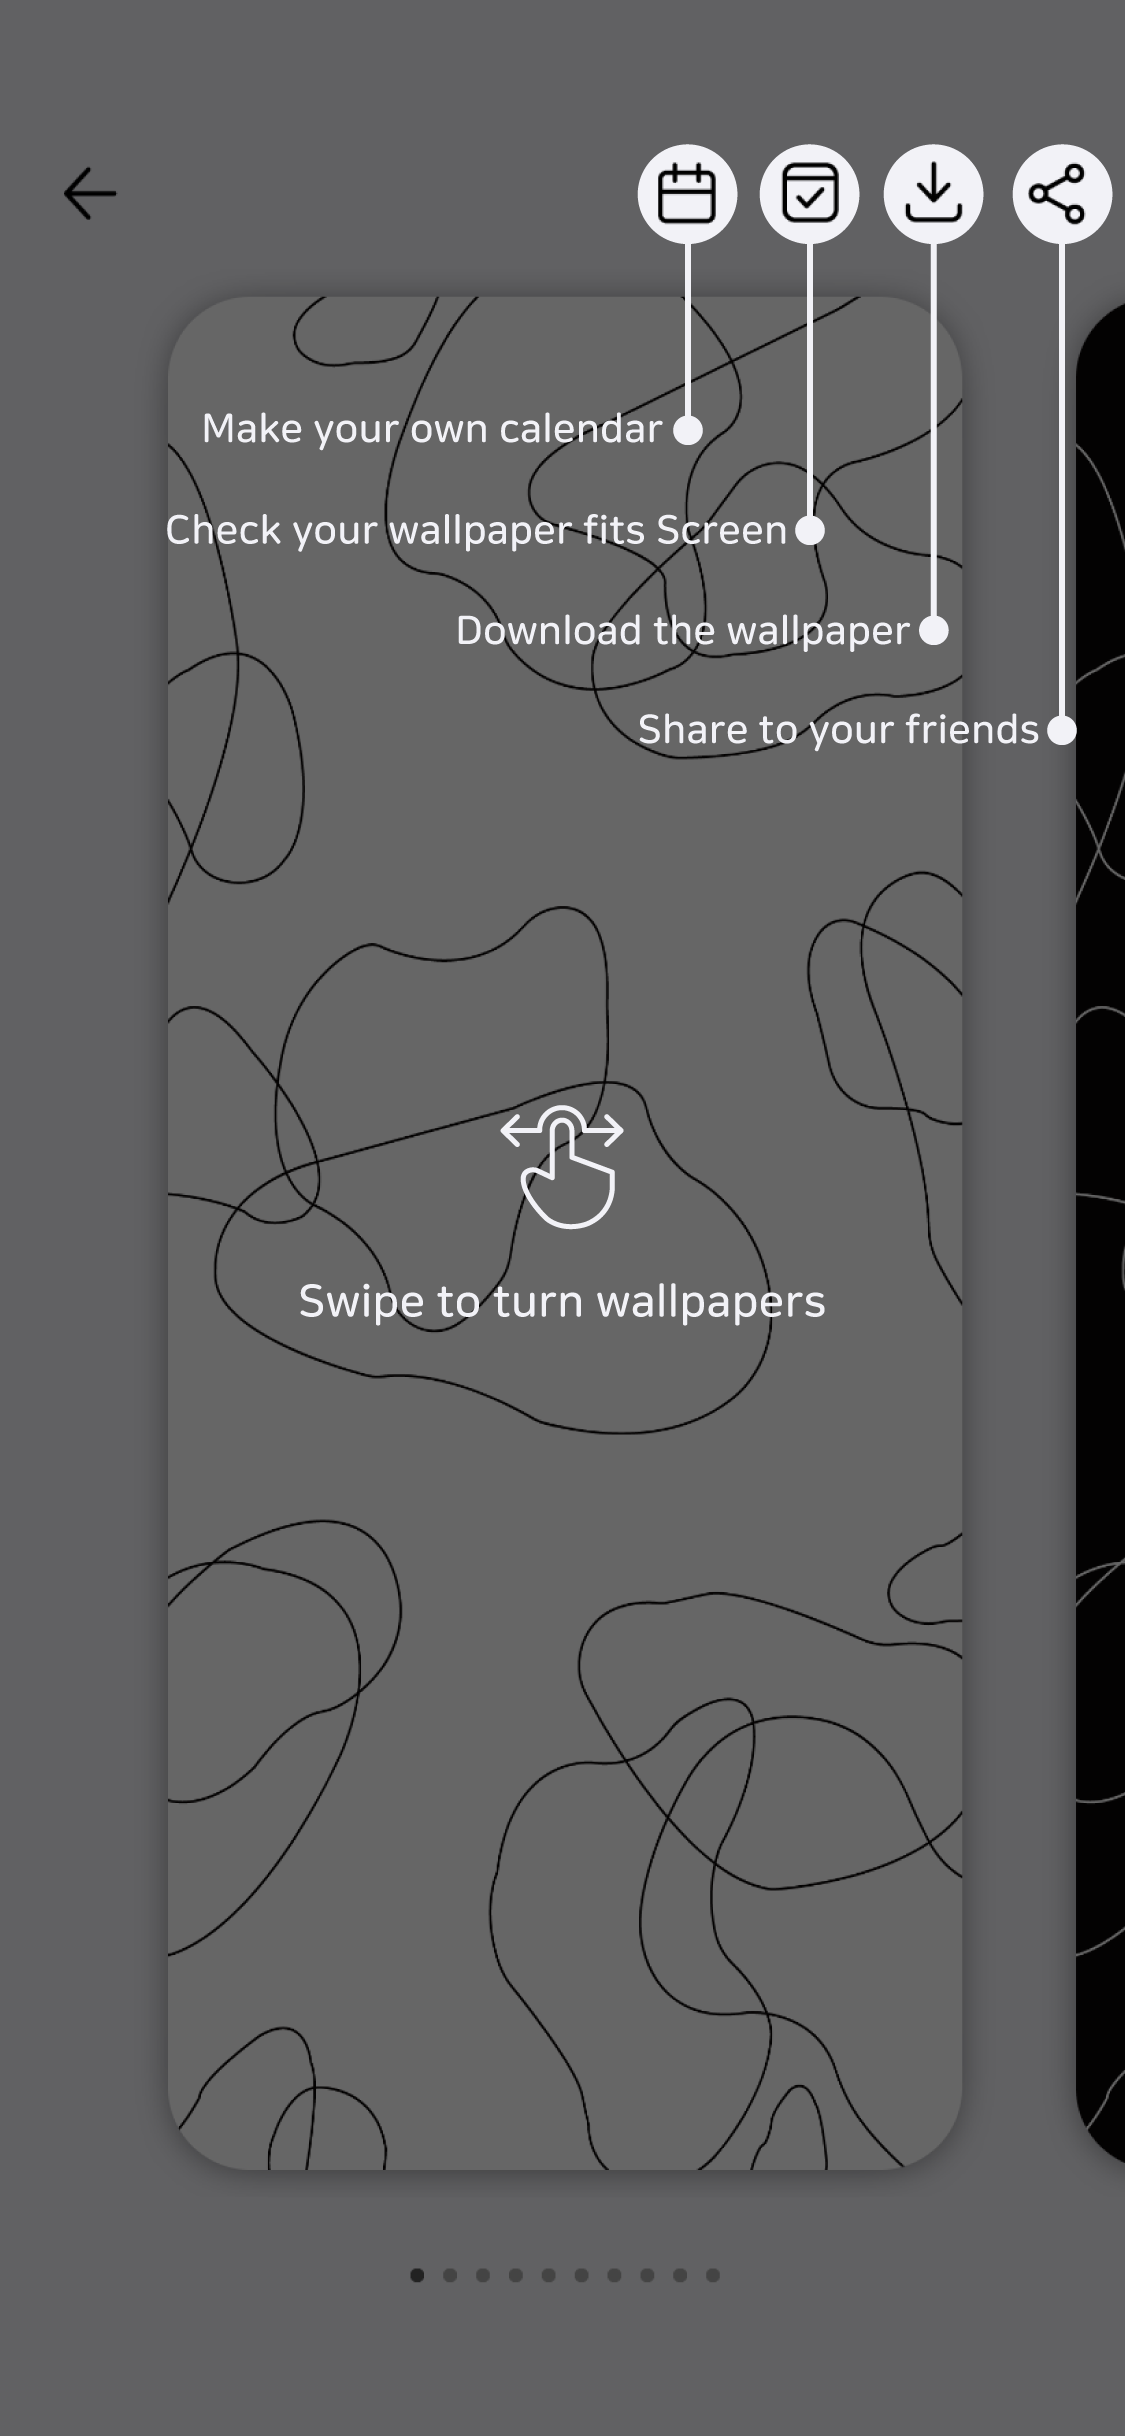 Make your own calendar
Check your wallpaper fits Screen
Download the wallpaper
Share to your friends
Swipe to turn wallpapers